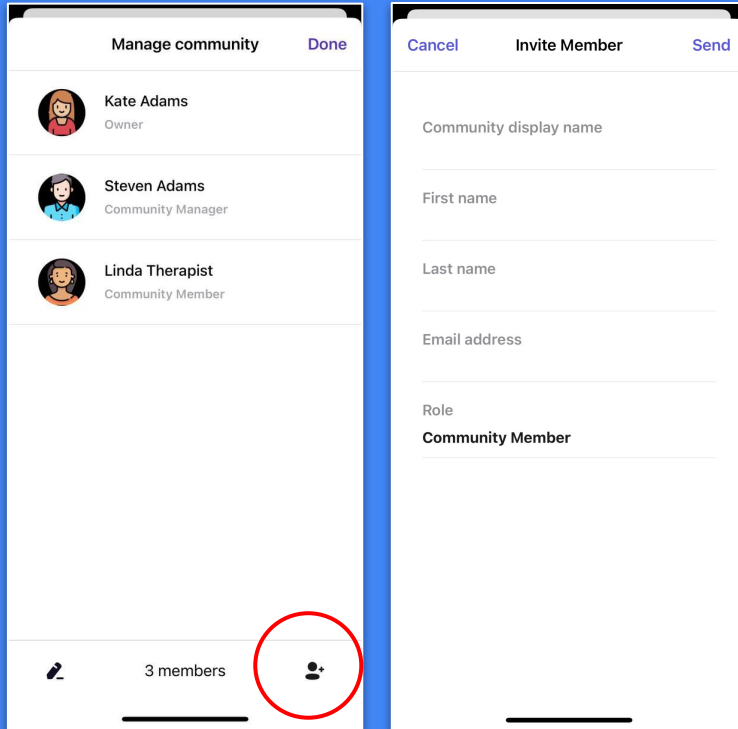 Manage community Done
Kate Adams
Owner
Steven Adams
Community Manager
Linda Therapist
Community Member
3 members
Cancel Invite Member Send
Community display name
First name
Last name
Email address
Role
Community Member